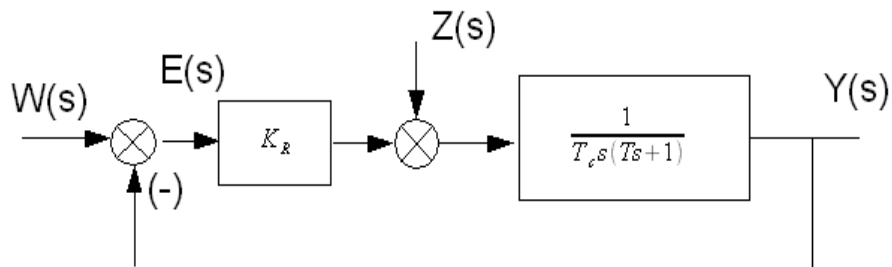 Z(s)
E(s)
W(s)
Y(s)
K_R
1
T_c s(Ts+1)
(-)